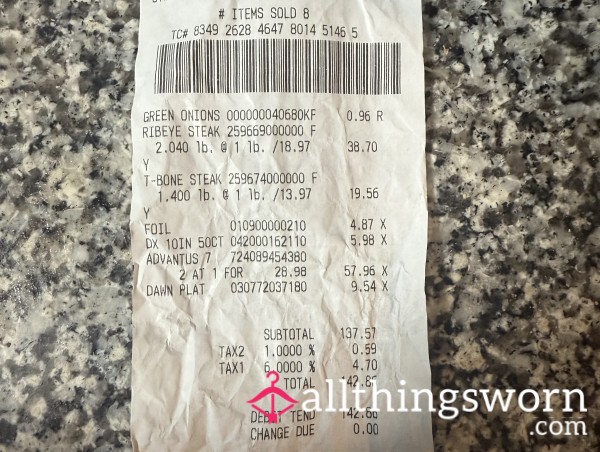 # ITEMS SOLD 8
TC# 8349 2628 4647 8014 5146 5
GREEN ONIONS 000000040680KF 0.96 R
RIBEYE STEAK 259669000000 F
2.040 lb. @ 1 lb. /18.97 38.70
Y
T-BONE STEAK 259674000000 F
1.400 lb. @ 1 lb. /13.97 19.56
Y
FOIL 010900000210 4.87 X
DX 10IN 50CT 042000162110 5.98 X
ADVANTUS 7 724089454380
2 AT 1 FOR 28.98 57.96 X
DAWN PLAT 030772037180 9.54 X
SUBTOTAL 137.57
TAX2 1.0000 % 0.59
TAX1 6.0000 % 4.70
TOTAL
allthingsworn
.com
TEND
CHANGE DUE 0.00